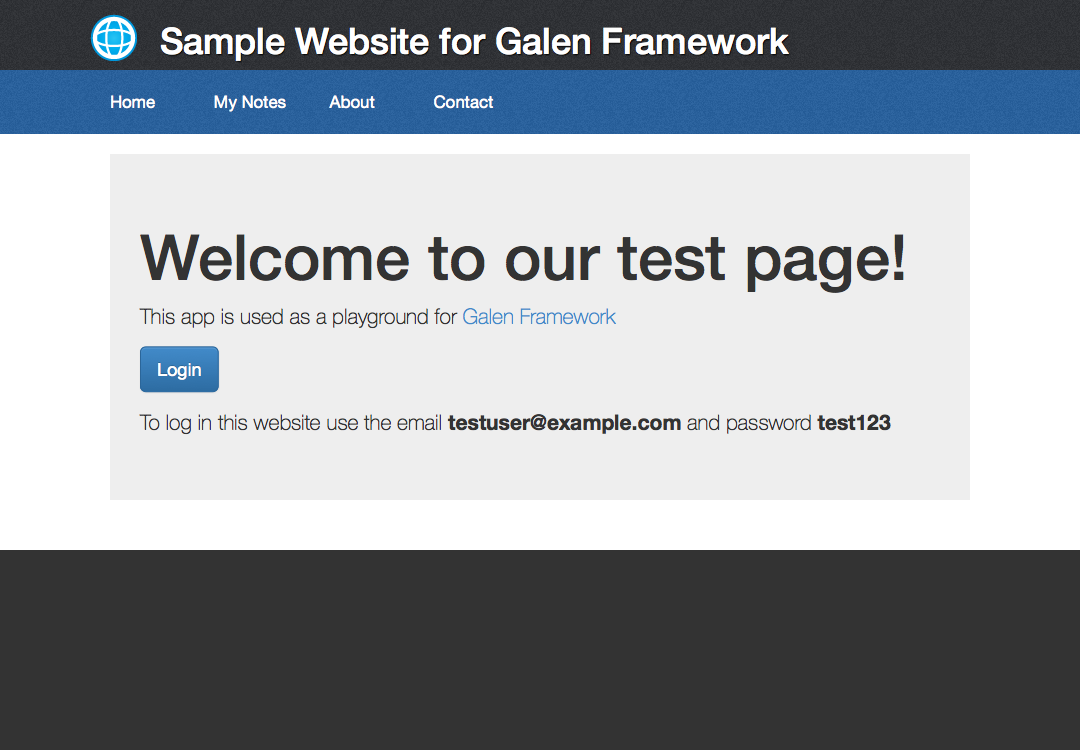 Sample Website for Galen Framework
Home My Notes About Contact
Welcome to our test page!
This app is used as a playground for Galen Framework
Login
To log in this website use the email testuser@example.com and password test123